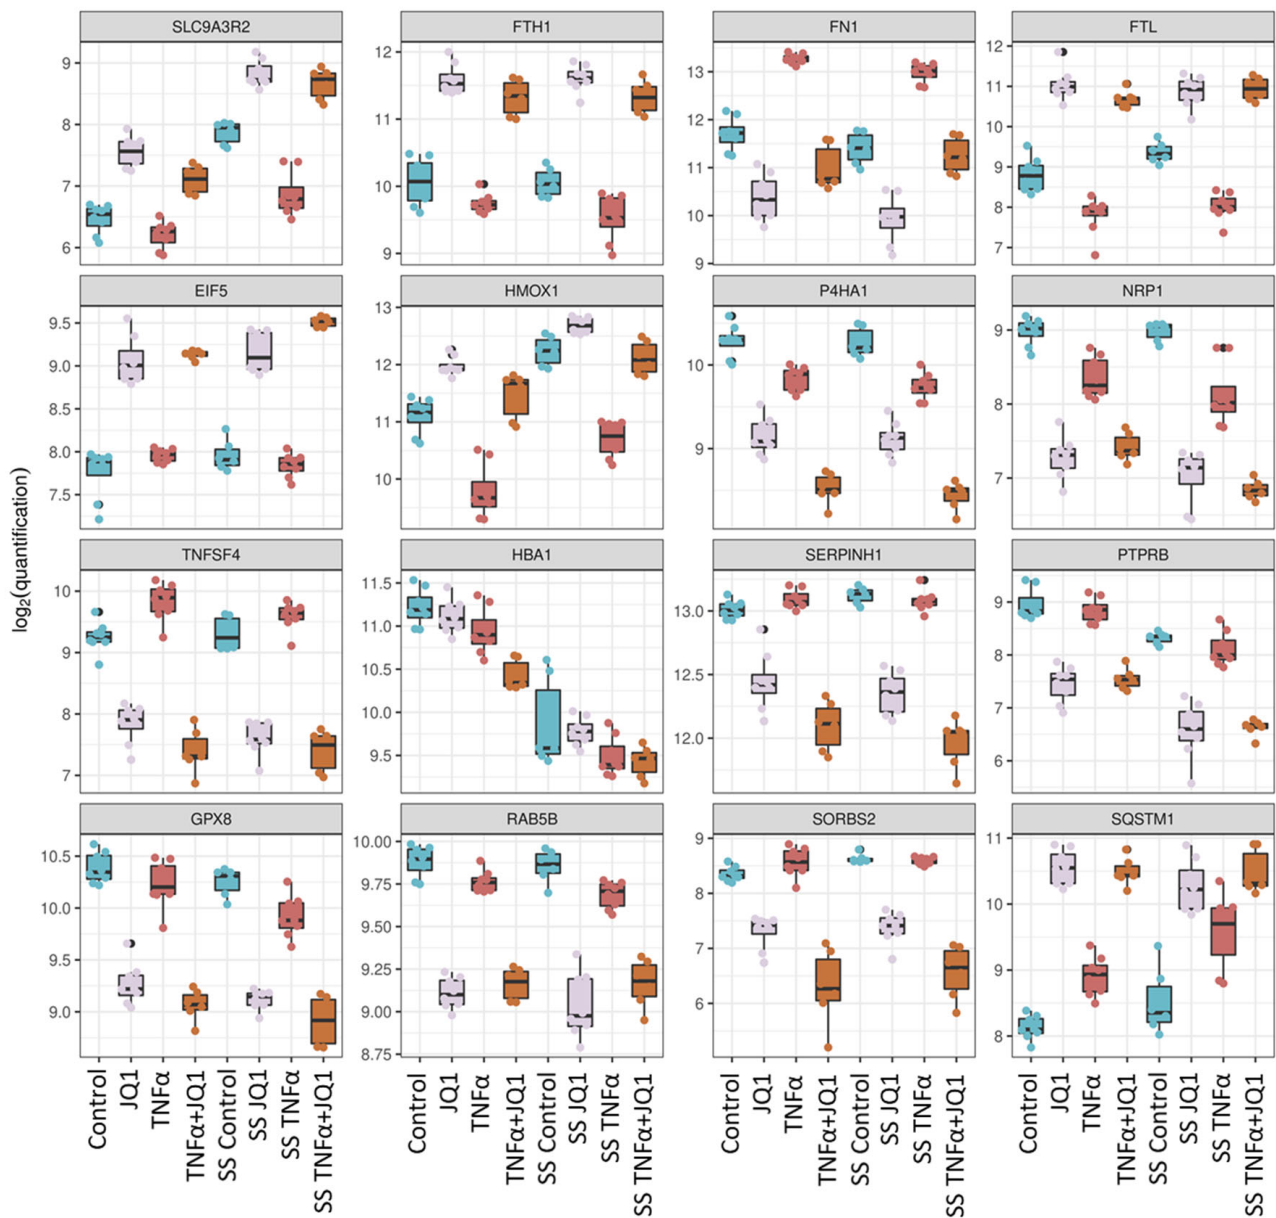 SLC9A3R2
FTH1
FN1
FTL
9
8
7
6
12
11
10
9
13
12
11
10
9
12
11
10
9
8
7
EIF5
HMOX1
P4HA1
NRP1
9.5
9.0
8.5
8.0
7.5
13
12
11
10
10
9
9
8
7
log2(quantification)
TNFSF4
HBA1
SERPINH1
PTPRB
10
9
8
7
11.5
11.0
10.5
10.0
9.5
13.0
12.5
12.0
9
8
7
6
GPX8
RAB5B
SORBS2
SQSTM1
10.5
10.0
9.5
9.0
10.00
9.75
9.50
9.25
9.00
8.75
9
8
7
6
11
10
9
8
Control
JQ1
TNFα
TNFα+JQ1
SS Control
SS JQ1
SS TNFα
SS TNFα+JQ1
Control
JQ1
TNFα
TNFα+JQ1
SS Control
SS JQ1
SS TNFα
SS TNFα+JQ1
Control
JQ1
TNFα
TNFα+JQ1
SS Control
SS JQ1
SS TNFα
SS TNFα+JQ1
Control
JQ1
TNFα
TNFα+JQ1
SS Control
SS JQ1
SS TNFα
SS TNFα+JQ1